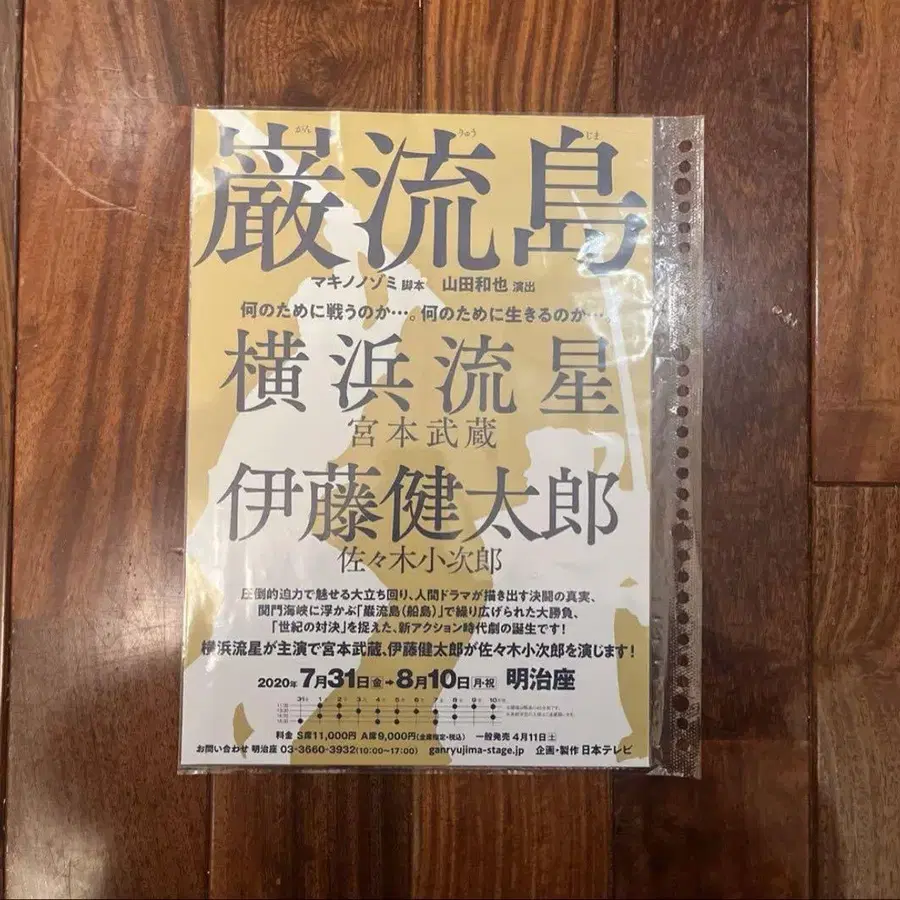 がん りゅう じま
巌流島
マキノノゾミ 脚本 山田和也 演出
何のために戦うのか…。何のために生きるのか…
横浜流星
宮本武蔵
伊藤健太郎
佐々木小次郎
圧倒的迫力で魅せる大立ち回り、人間ドラマが描き出す決闘の真実、
関門海峡に浮かぶ「巌流島(船島)」で繰り広げられた大勝負、
「世紀の対決」を捉えた、新アクション時代劇の誕生です!
横浜流星が主演で宮本武蔵、伊藤健太郎が佐々木小次郎を演じます!
2020年 7月31日(金)→8月10日(月・祝) 明治座
料金 S席11,000円 A席9,000円(全席指定・税込) 一般発売 4月11日(土)
お問い合わせ 明治座 03-3660-3932(10:00〜17:00) ganryujima-stage.jp 企画・製作 日本テレビ